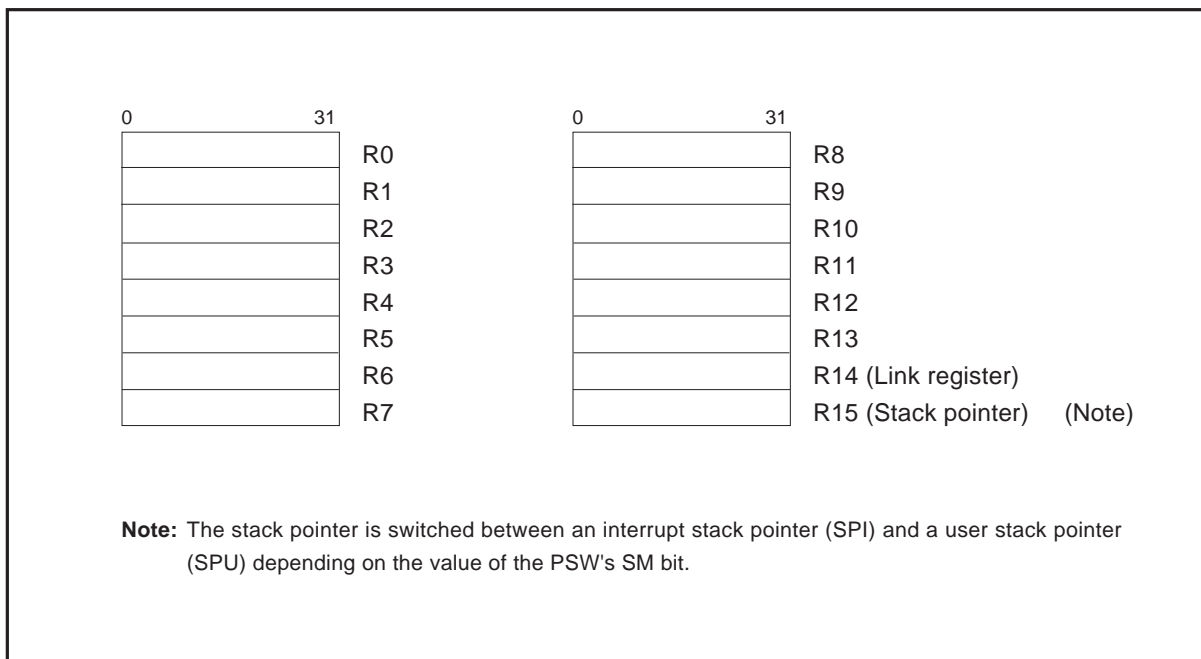 0 31
R0
R1
R2
R3
R4
R5
R6
R7
0 31
R8
R9
R10
R11
R12
R13
R14 (Link register)
R15 (Stack pointer) (Note)
Note: The stack pointer is switched between an interrupt stack pointer (SPI) and a user stack pointer
(SPU) depending on the value of the PSW's SM bit.